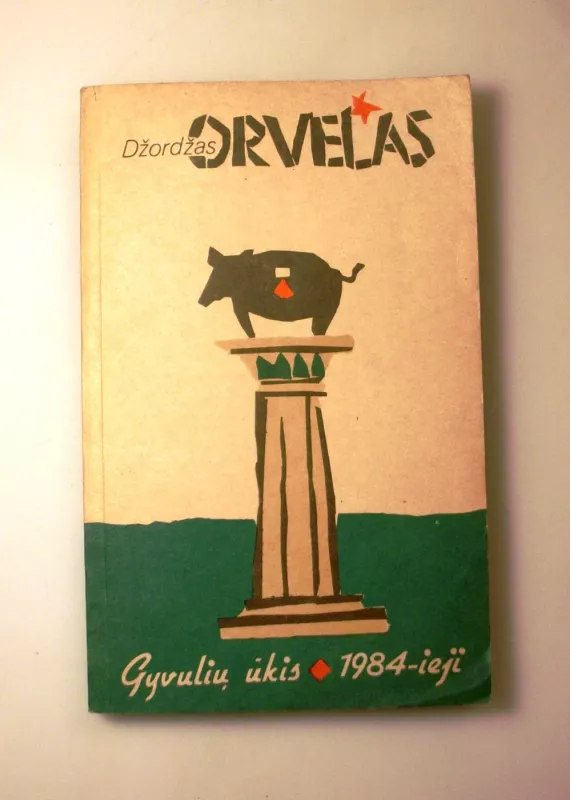 Džordžas ORVELAS
Gyvulių ūkis ◆ 1984-ieji